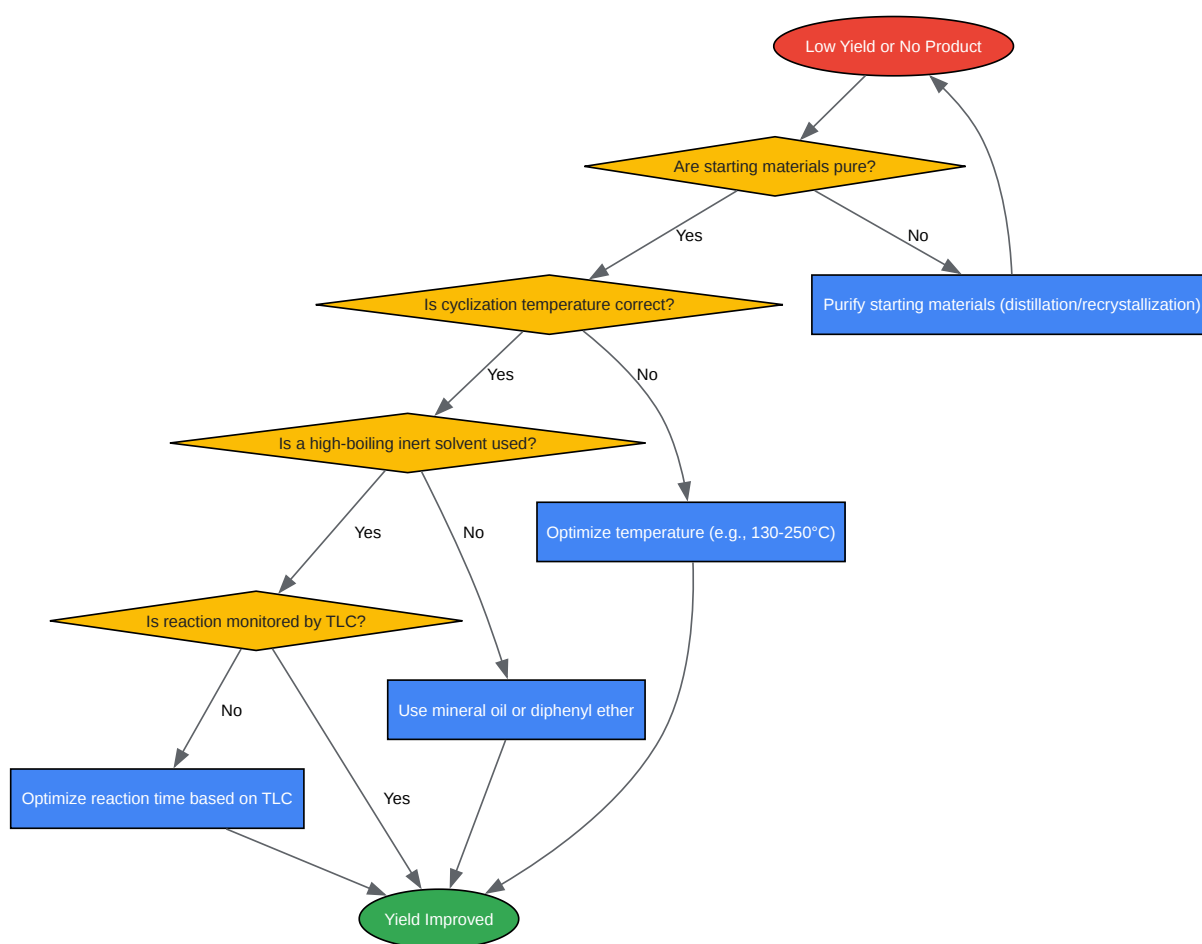 Low Yield or No Product
Are starting materials pure?
Yes
No
Is cyclization temperature correct?
Purify starting materials (distillation/recrystallization)
Yes
No
Is a high-boiling inert solvent used?
Yes
No
Optimize temperature (e.g., 130-250°C)
Is reaction monitored by TLC?
No
Use mineral oil or diphenyl ether
Optimize reaction time based on TLC
Yes
Yield Improved